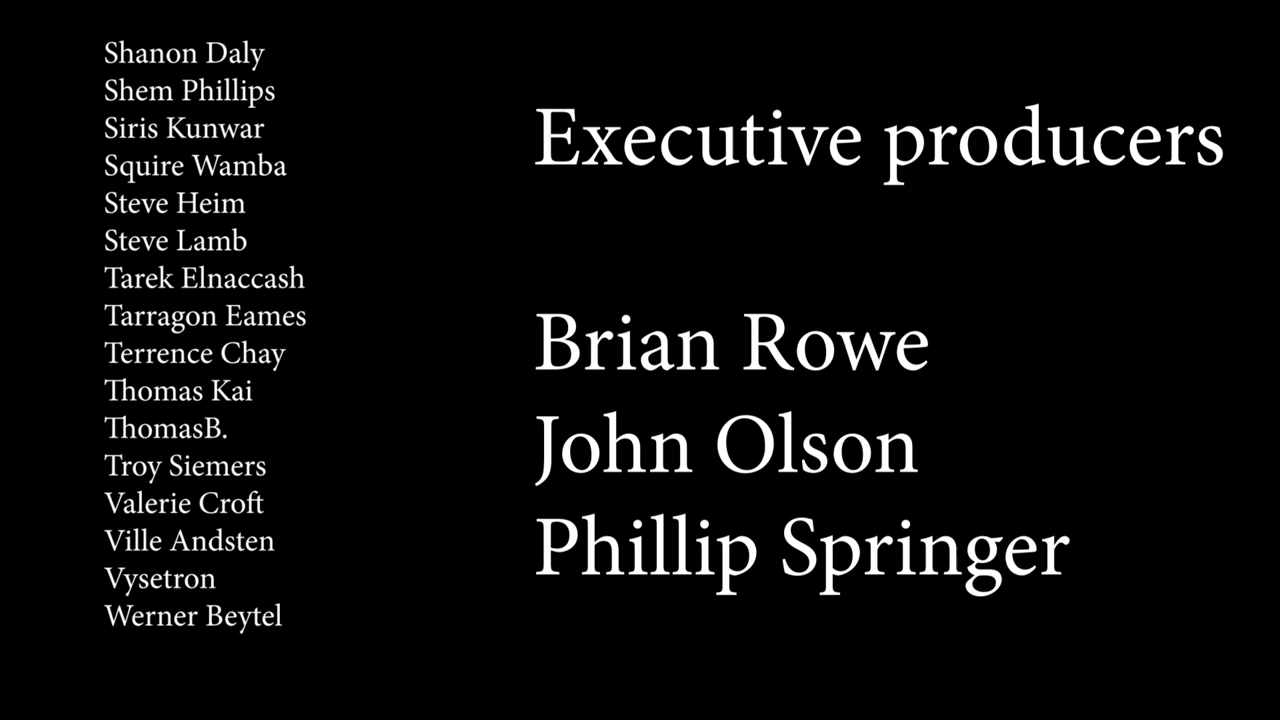 Shanon Daly
Shem Phillips
Siris Kunwar
Squire Wamba
Steve Heim
Steve Lamb
Tarek Elnaccash
Tarragon Eames
Terrence Chay
Thomas Kai
ThomasB.
Troy Siemers
Valerie Croft
Ville Andsten
Vysetron
Werner Beytel
Executive producers
Brian Rowe
John Olson
Phillip Springer